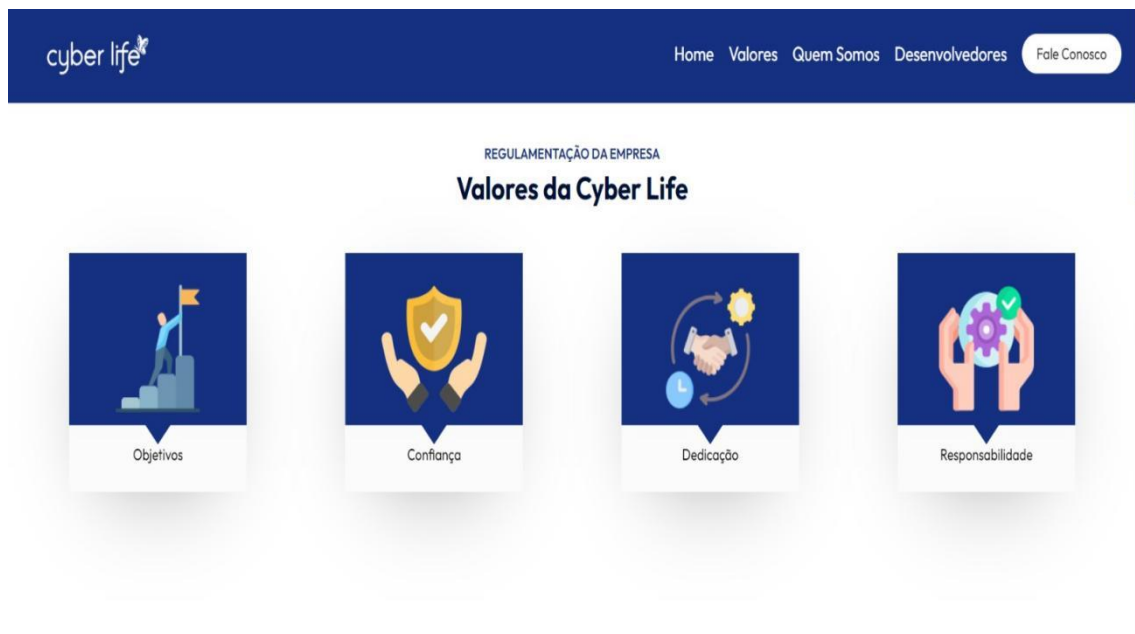 cyber life
Home Valores Quem Somos Desenvolvedores Fale Conosco
REGULAMENTAÇÃO DA EMPRESA
Valores da Cyber Life
Objetivos
Confiança
Dedicação
Responsabilidade